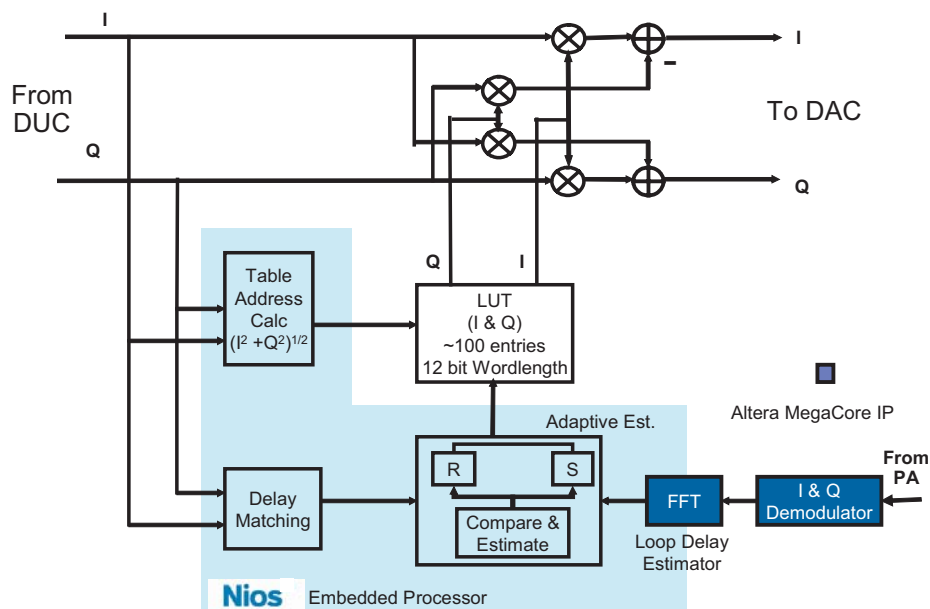 I
I
From
DUC
To DAC
Q
Q
Q
I
Table
Address
Calc
(I² +Q²)¹/²
LUT
(I & Q)
~100 entries
12 bit Wordlength
Altera MegaCore IP
Adaptive Est.
From
PA
R
S
Delay
Matching
Compare &
Estimate
FFT
I & Q
Demodulator
Loop Delay
Estimator
Nios Embedded Processor